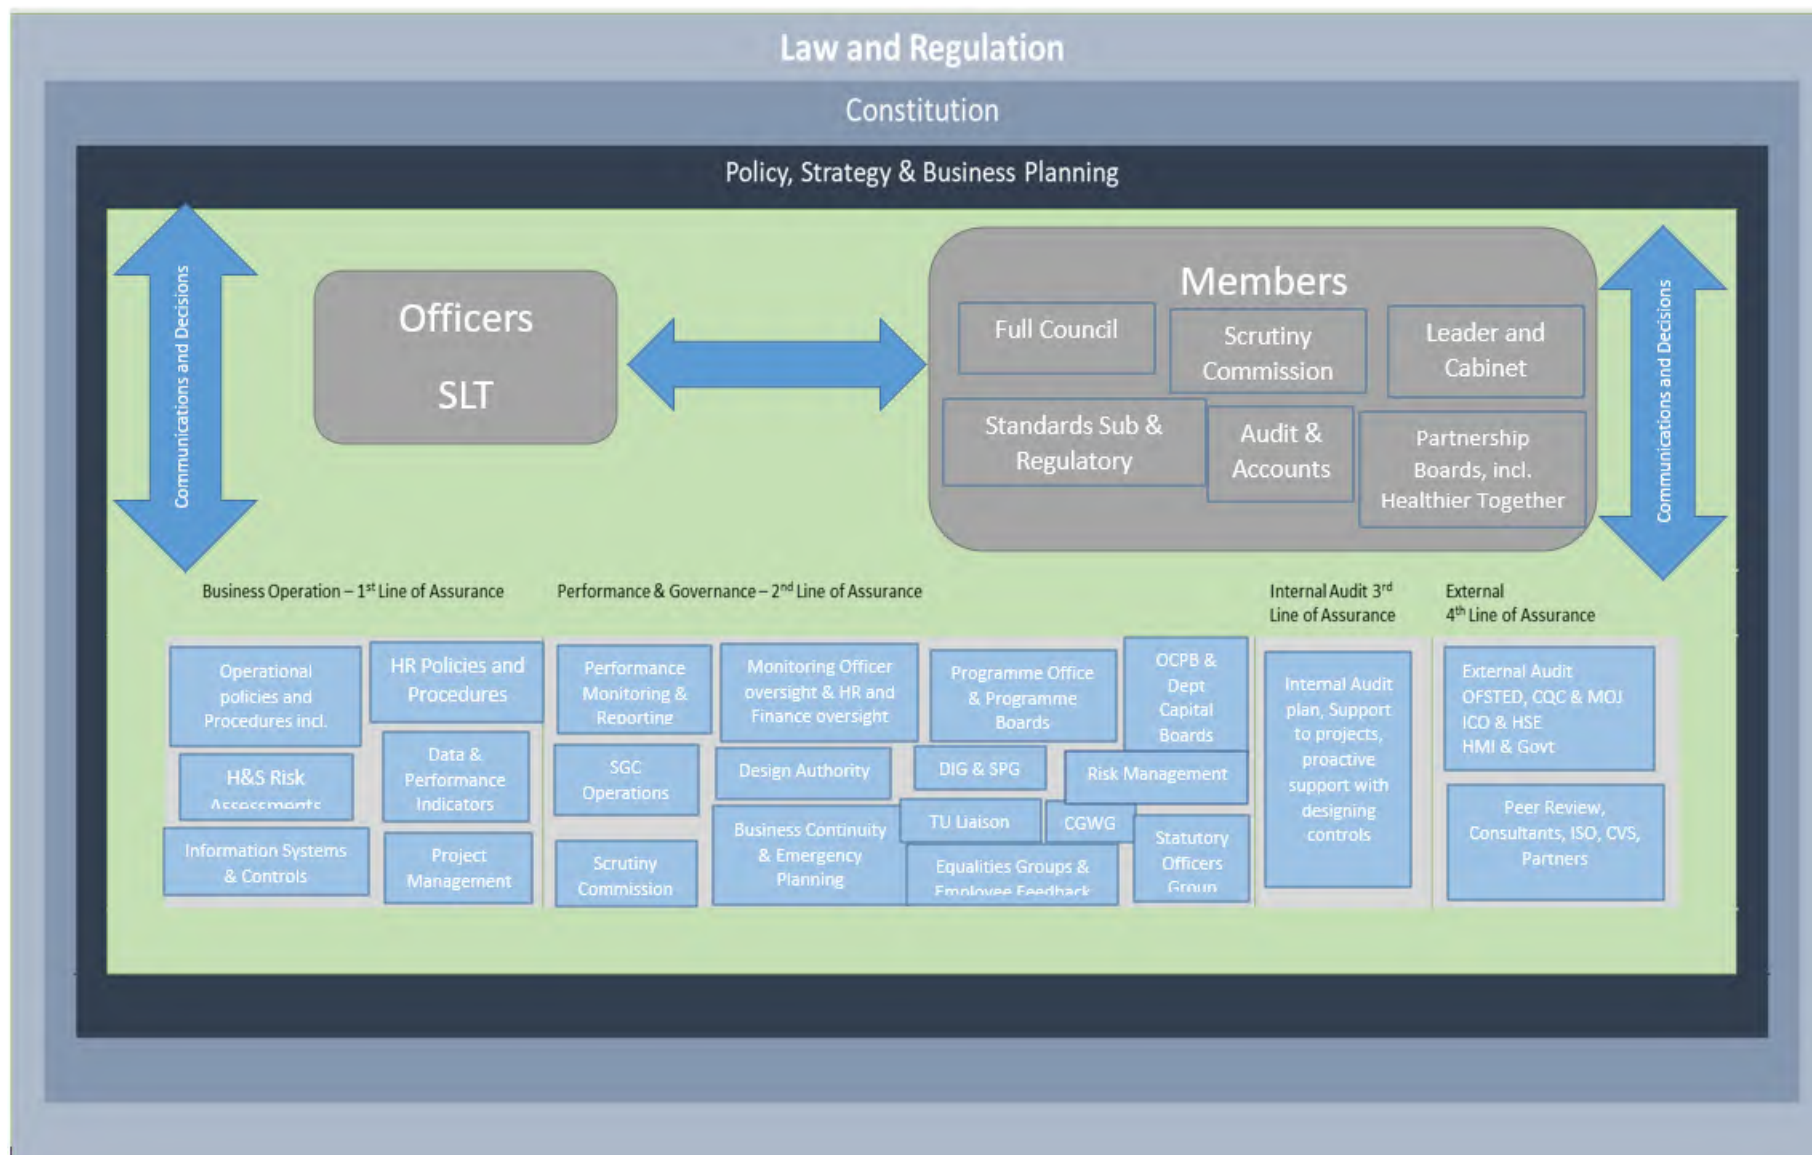 Law and Regulation
Constitution
Policy, Strategy & Business Planning
Communications and Decisions
Officers
SLT
Members
Full Council
Scrutiny
Commission
Leader and
Cabinet
Standards Sub &
Regulatory
Audit &
Accounts
Partnership
Boards, incl.
Healthier Together
Communications and Decisions
Business Operation – 1st Line of Assurance
Operational
policies and
Procedures incl.
HR Policies and
Procedures
H&S Risk
Assessments
Data &
Performance
Indicators
Information Systems
& Controls
Project
Management
Performance & Governance – 2nd Line of Assurance
Performance
Monitoring &
Reporting
Monitoring Officer
oversight & HR and
Finance oversight
Programme Office
& Programme
Boards
OCPB &
Dept
Capital
Boards
SGC
Operations
Design Authority
DIG & SPG
Risk Management
Scrutiny
Commission
Business Continuity
& Emergency
Planning
TU Liaison
CGWG
Equalities Groups &
Employee Feedback
Statutory
Officers
Group
Internal Audit 3rd
Line of Assurance
Internal Audit
plan, Support
to projects,
proactive
support with
designing
controls
External
4th Line of Assurance
External Audit
OFSTED, CQC & MOJ
ICO & HSE
HMI & Govt
Peer Review,
Consultants, ISO, CVS,
Partners